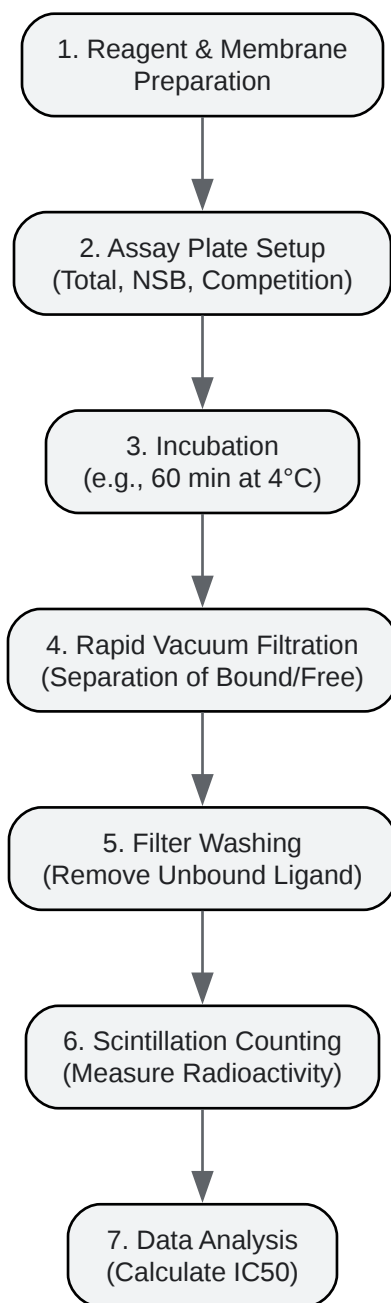 1. Reagent & Membrane
Preparation
2. Assay Plate Setup
(Total, NSB, Competition)
3. Incubation
(e.g., 60 min at 4°C)
4. Rapid Vacuum Filtration
(Separation of Bound/Free)
5. Filter Washing
(Remove Unbound Ligand)
6. Scintillation Counting
(Measure Radioactivity)
7. Data Analysis
(Calculate IC50)